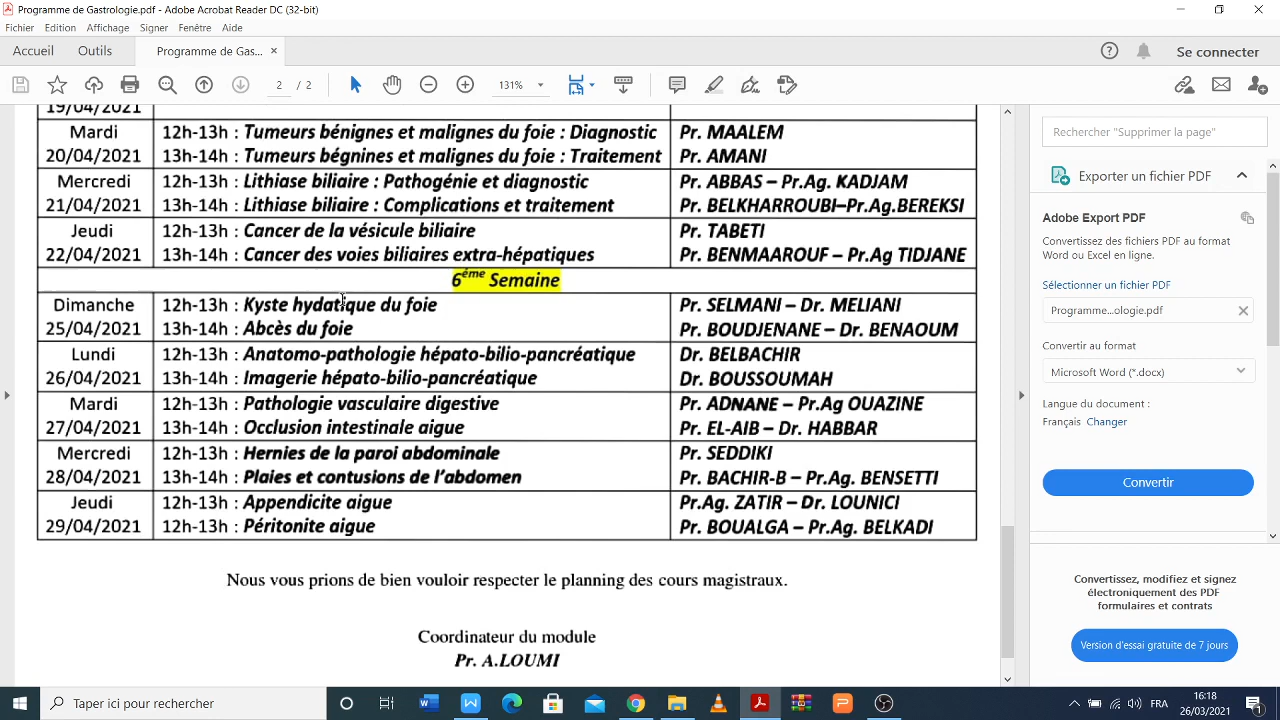 Programme de Gastrologie.pdf - Adobe Acrobat Reader DC (32-bit)
Fichier Edition Affichage Signer Fenêtre Aide
Accueil Outils Programme de Gas... × Se connecter
2 / 2 131%
19/04/2021
Mardi 12h-13h : Tumeurs bénignes et malignes du foie : Diagnostic Pr. MAALEM
20/04/2021 13h-14h : Tumeurs bégnines et malignes du foie : Traitement Pr. AMANI
Mercredi 12h-13h : Lithiase biliaire : Pathogénie et diagnostic Pr. ABBAS – Pr.Ag. KADJAM
21/04/2021 13h-14h : Lithiase biliaire : Complications et traitement Pr. BELKHARROUBI–Pr.Ag.BEREKSI
Jeudi 12h-13h : Cancer de la vésicule biliaire Pr. TABETI
22/04/2021 13h-14h : Cancer des voies biliaires extra-hépatiques Pr. BENMAAROUF – Pr.Ag TIDJANE
6éme Semaine
Dimanche 12h-13h : Kyste hydatique du foie Pr. SELMANI – Dr. MELIANI
25/04/2021 13h-14h : Abcès du foie Pr. BOUDJENANE – Dr. BENAOUM
Lundi 12h-13h : Anatomo-pathologie hépato-bilio-pancréatique Dr. BELBACHIR
26/04/2021 13h-14h : Imagerie hépato-bilio-pancréatique Dr. BOUSSOUMAH
Mardi 12h-13h : Pathologie vasculaire digestive Pr. ADNANE – Pr.Ag OUAZINE
27/04/2021 13h-14h : Occlusion intestinale aigue Pr. EL-AIB – Dr. HABBAR
Mercredi 12h-13h : Hernies de la paroi abdominale Pr. SEDDIKI
28/04/2021 13h-14h : Plaies et contusions de l'abdomen Pr. BACHIR-B – Pr.Ag. BENSETTI
Jeudi 12h-13h : Appendicite aigue Pr.Ag. ZATIR – Dr. LOUNICI
29/04/2021 12h-13h : Péritonite aigue Pr. BOUALGA – Pr.Ag. BELKADI
Nous vous prions de bien vouloir respecter le planning des cours magistraux.
Coordinateur du module
Pr. A.LOUMI
Rechercher "Supprimer la page"
Exporter un fichier PDF
Adobe Export PDF
Convertissez des fichiers PDF au format
Word ou Excel en ligne.
Sélectionner un fichier PDF
Programme...ologie.pdf
Convertir au format
Microsoft Word (*.docx)
Langue du document :
Français Changer
Convertir
Convertissez, modifiez et signez
électroniquement des PDF
formulaires et contrats
Version d'essai gratuite de 7 jours
Taper ici pour rechercher
FRA 16:18
26/03/2021 1